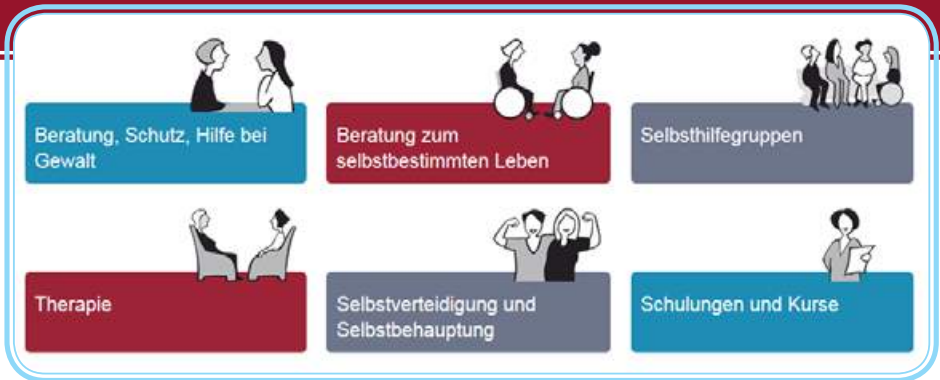 Beratung, Schutz, Hilfe bei
Gewalt
Beratung zum
selbstbestimmten Leben
Selbsthilfegruppen
Therapie
Selbstverteidigung und
Selbstbehauptung
Schulungen und Kurse